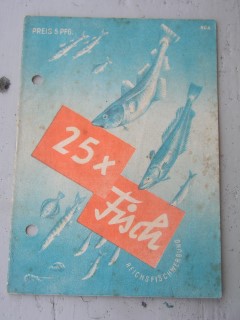 PREIS 5 PFG.
25 x
Fisch
REICHSFISCHWERBUNG